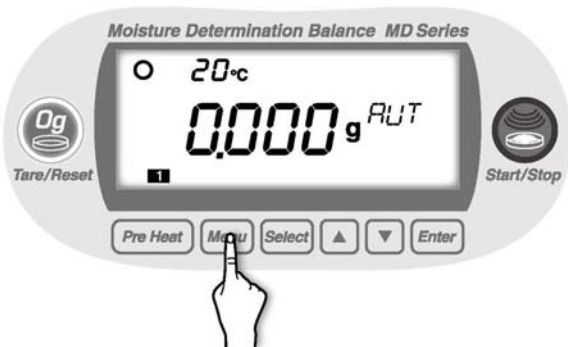 Moisture Determination Balance MD Series
20°C
0.000 g AUT
1
0g
Tare/Reset
Start/Stop
Pre Heat Menu Select ▲ ▼ Enter